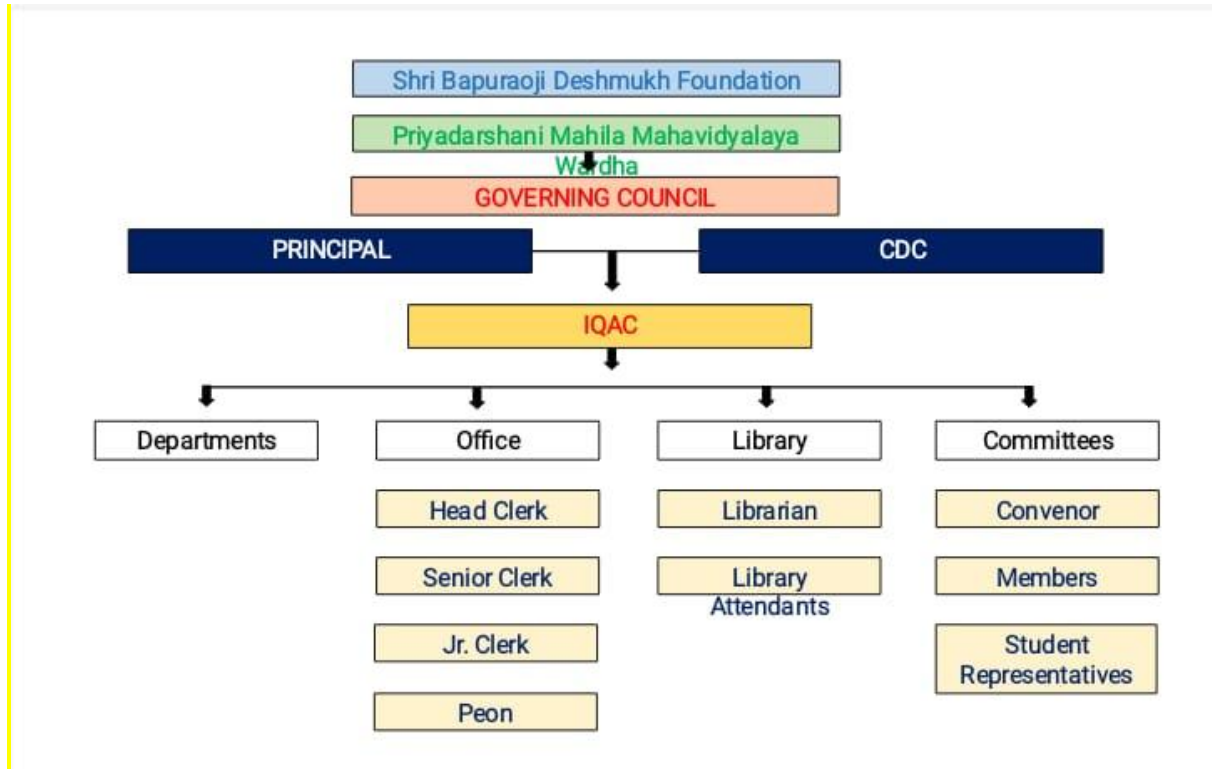 Shri Bapuraoji Deshmukh Foundation
Priyadarshani Mahila Mahavidyalaya
Wardha
GOVERNING COUNCIL
PRINCIPAL
CDC
IQAC
Departments
Office
Library
Committees
Head Clerk
Librarian
Convenor
Senior Clerk
Library
Attendants
Members
Jr. Clerk
Student
Representatives
Peon